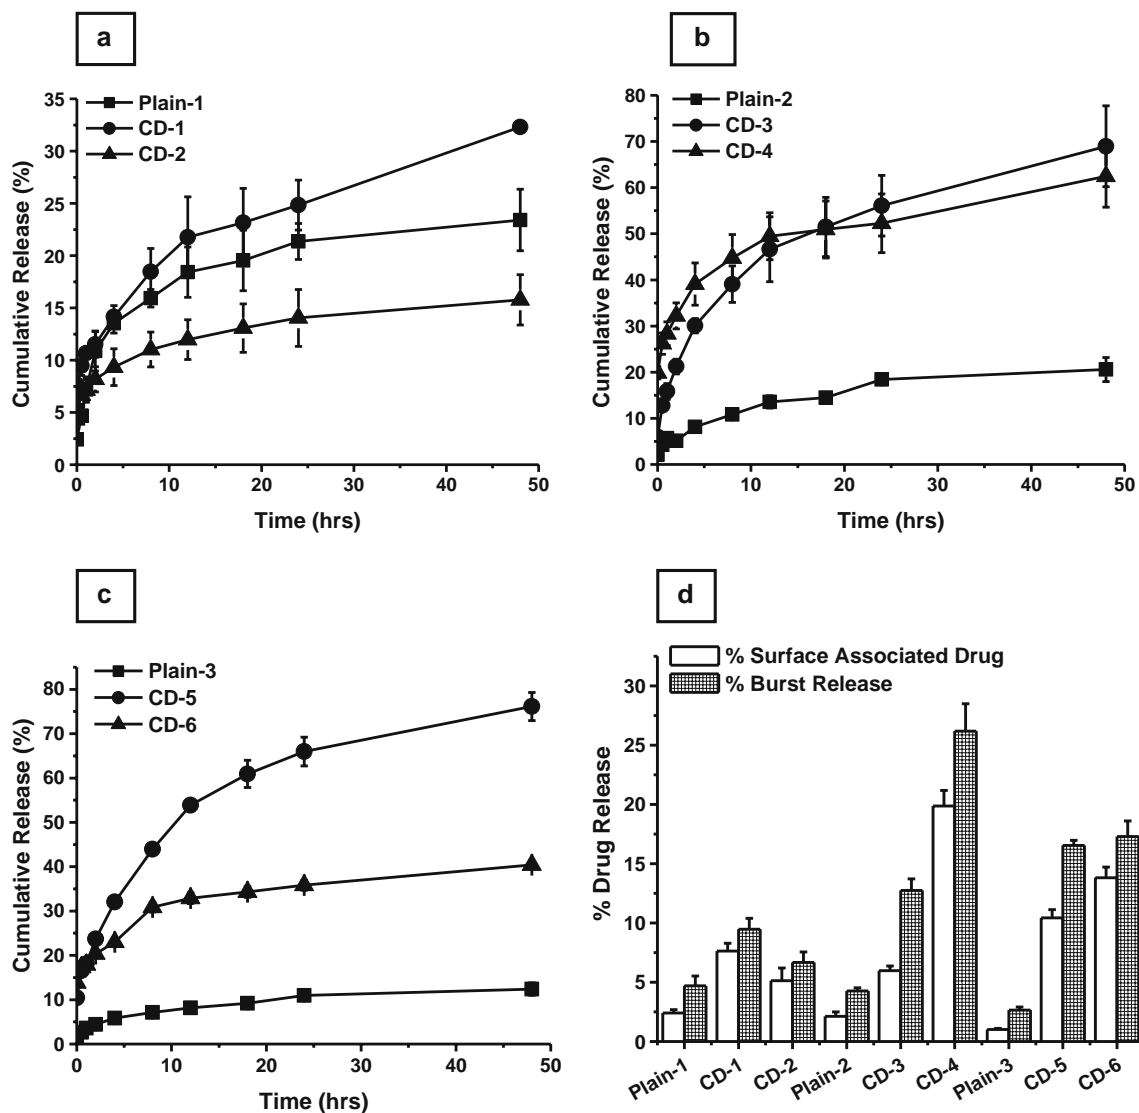 a
Plain-1
CD-1
CD-2
Cumulative Release (%)
35
30
25
20
15
10
5
0
0 10 20 30 40 50
Time (hrs)
b
Plain-2
CD-3
CD-4
Cumulative Release (%)
80
70
60
50
40
30
20
10
0
0 10 20 30 40 50
Time (hrs)
c
Plain-3
CD-5
CD-6
Cumulative Release (%)
80
70
60
50
40
30
20
10
0
0 10 20 30 40 50
Time (hrs)
d
% Surface Associated Drug
% Burst Release
% Drug Release
30
25
20
15
10
5
0
Plain-1 CD-1 CD-2 Plain-2 CD-3 CD-4 Plain-3 CD-5 CD-6